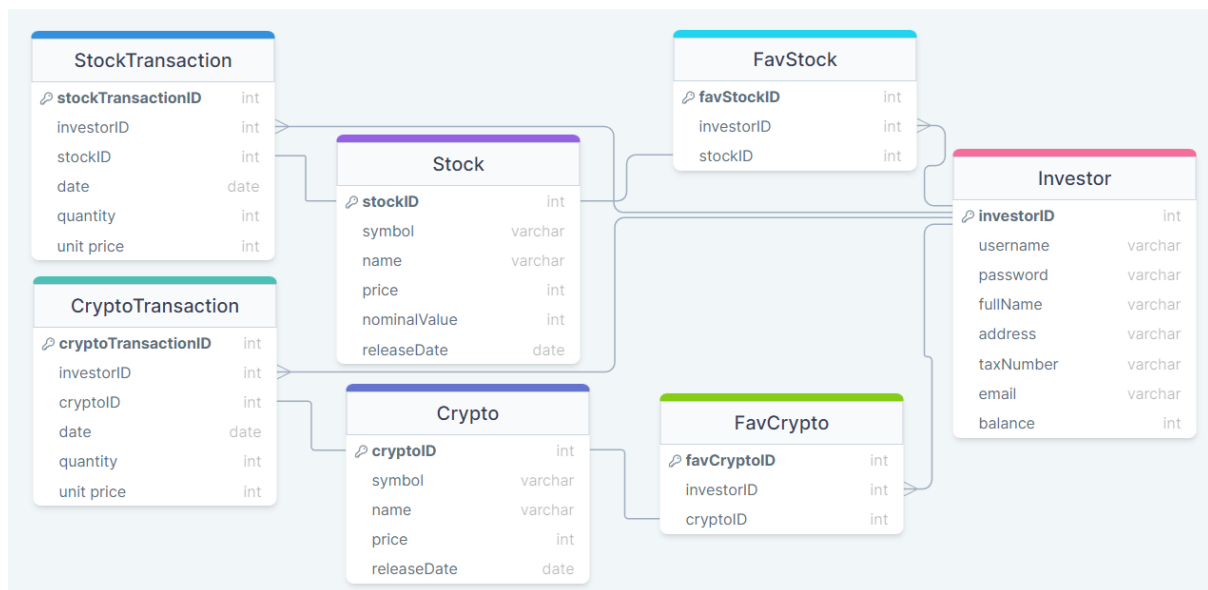 StockTransaction
stockTransactionID int
investorID int
stockID int
date date
quantity int
unit price int
CryptoTransaction
cryptoTransactionID int
investorID int
cryptoID int
date date
quantity int
unit price int
Stock
stockID int
symbol varchar
name varchar
price int
nominalValue int
releaseDate date
Crypto
cryptoID int
symbol varchar
name varchar
price int
releaseDate date
FavStock
favStockID int
investorID int
stockID int
FavCrypto
favCryptoID int
investorID int
cryptoID int
Investor
investorID int
username varchar
password varchar
fullName varchar
address varchar
taxNumber varchar
email varchar
balance int